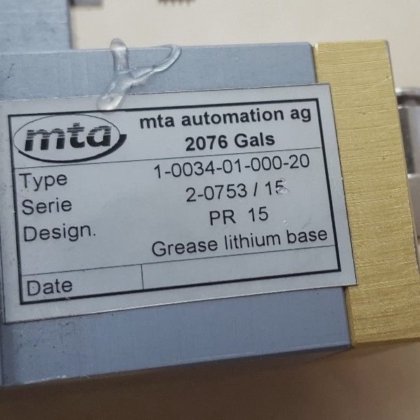 mta
mta automation ag
2076 Gals
Type 1-0034-01-000-20
Serie 2-0753 / 15
Design. PR 15
Grease lithium base
Date